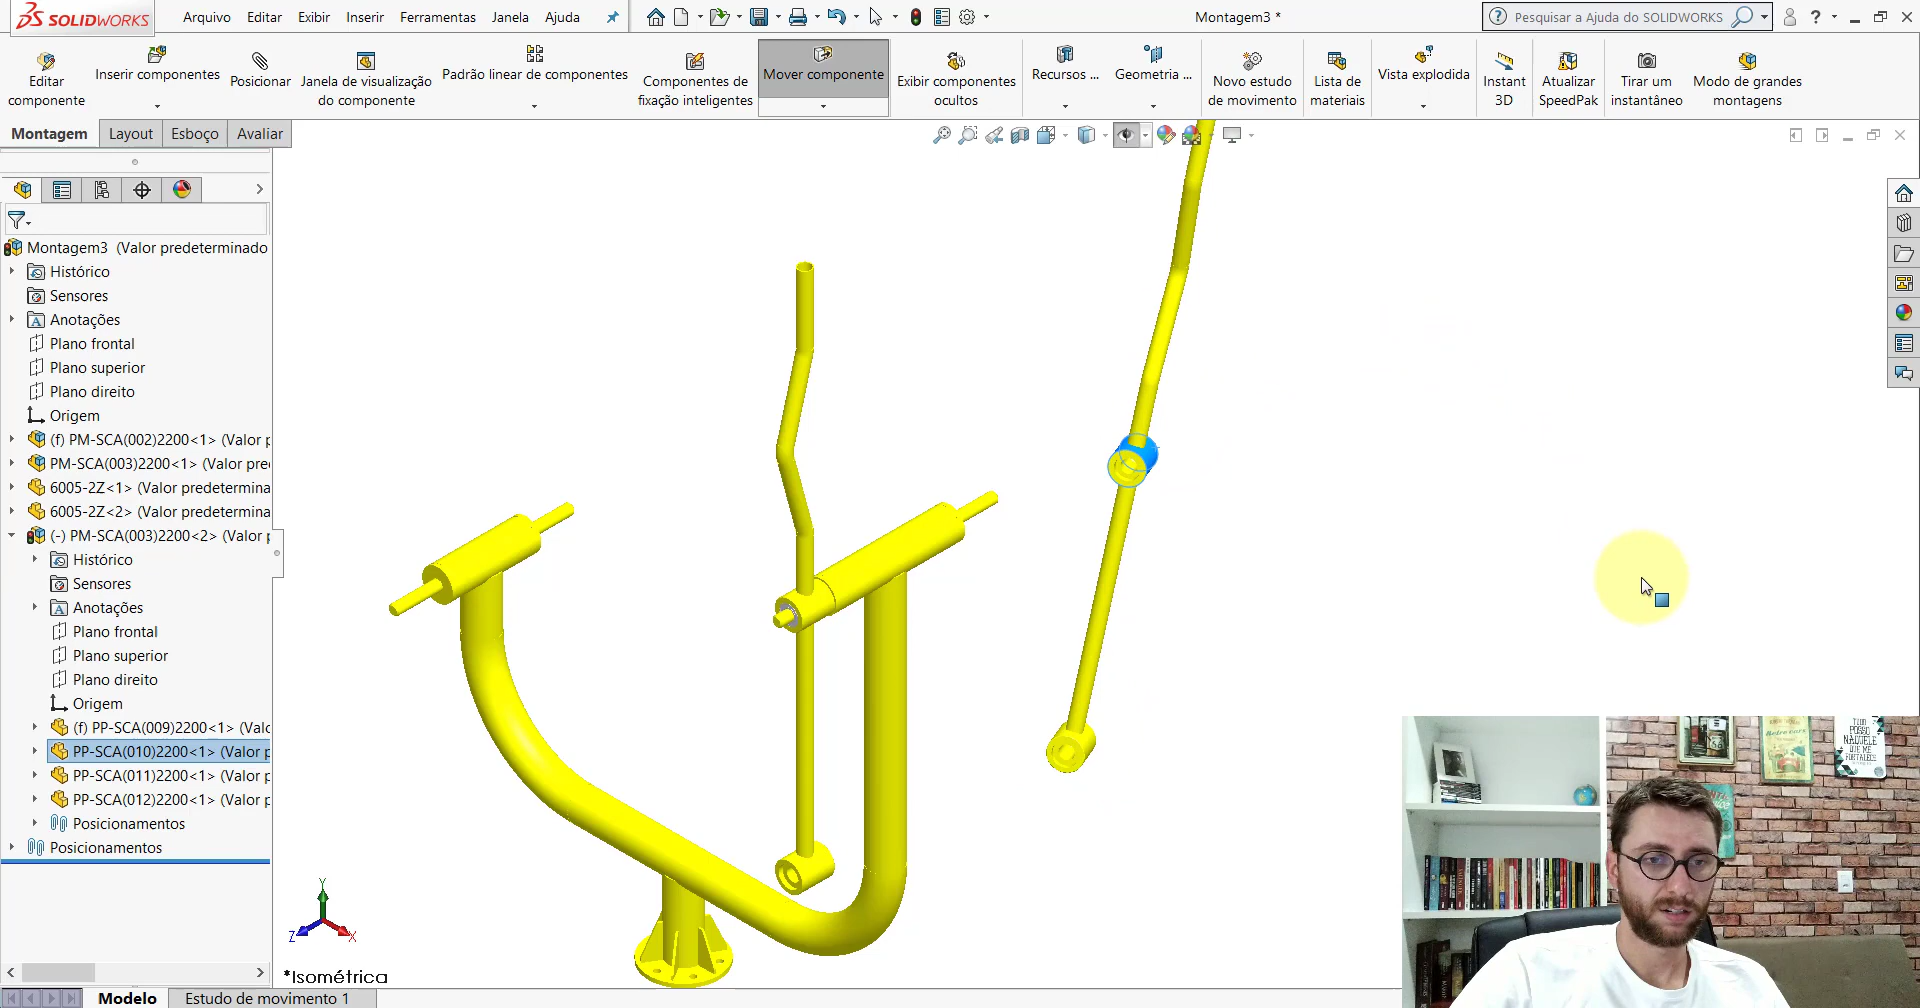 SOLIDWORKS
Arquivo Editar Exibir Inserir Ferramentas Janela Ajuda
Montagem3 *
Pesquisar a Ajuda do SOLIDWORKS
Editar componente
Inserir componentes
Posicionar
Janela de visualização do componente
Padrão linear de componentes
Componentes de fixação inteligentes
Mover componente
Exibir componentes ocultos
Recursos ...
Geometria ...
Novo estudo de movimento
Lista de materiais
Vista explodida
Instant 3D
Atualizar SpeedPak
Tirar um instantâneo
Modo de grandes montagens
Montagem Layout Esboço Avaliar
Montagem3 (Valor predeterminado
Histórico
Sensores
Anotações
Plano frontal
Plano superior
Plano direito
Origem
(f) PM-SCA(002)2200<1> (Valor p
PM-SCA(003)2200<1> (Valor pre
6005-2Z<1> (Valor predetermina
6005-2Z<2> (Valor predetermina
(-) PM-SCA(003)2200<2> (Valor p
Histórico
Sensores
Anotações
Plano frontal
Plano superior
Plano direito
Origem
(f) PP-SCA(009)2200<1> (Valo
PP-SCA(010)2200<1> (Valor p
PP-SCA(011)2200<1> (Valor p
PP-SCA(012)2200<1> (Valor p
Posicionamentos
Posicionamentos
Y
Z
X
*Isométrica
Modelo Estudo de movimento 1
TUDO
POSSO
NAQUELE
QUE ME
FORTALECE